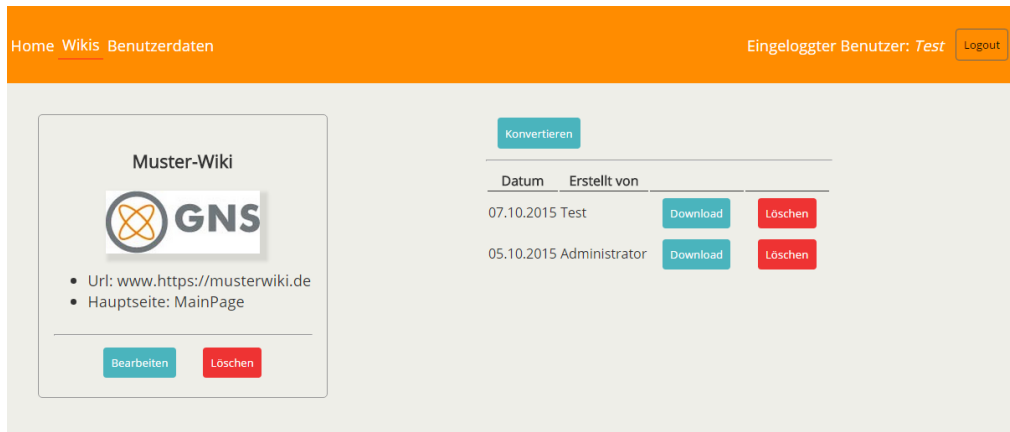 Home Wikis Benutzerdaten
Eingeloggter Benutzer: Test Logout
Muster-Wiki
GNS
Url: www.https://musterwiki.de
Hauptseite: MainPage
Bearbeiten Löschen
Konvertieren
Datum Erstellt von
07.10.2015 Test Download Löschen
05.10.2015 Administrator Download Löschen